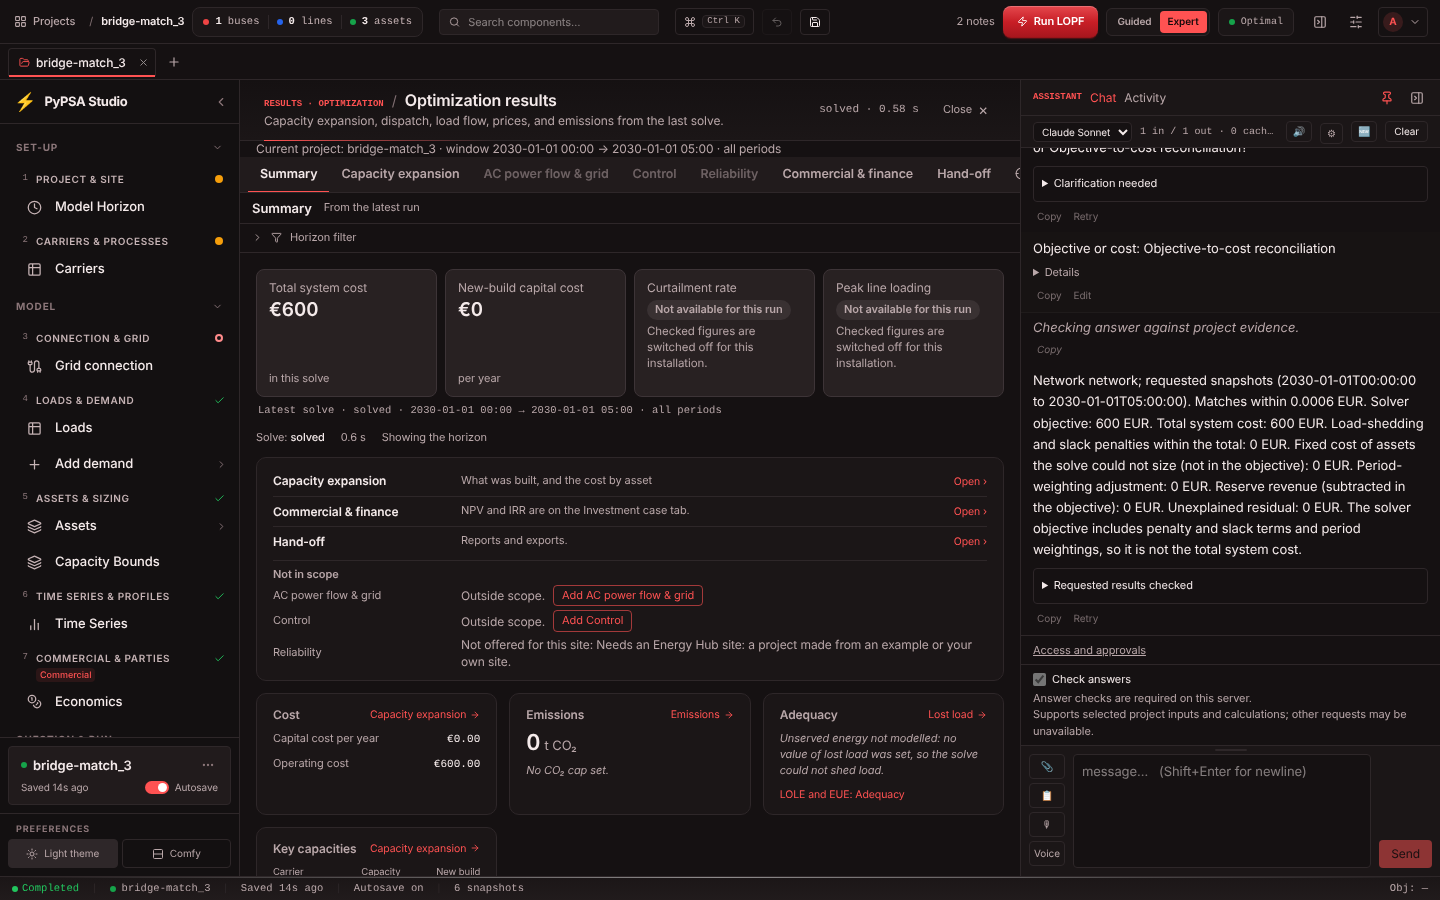 Projects / bridge-match_3
1 buses 0 lines 3 assets
Search components...
Ctrl K
2 notes
Run LOPF
Guided Expert
Optimal
A
bridge-match_3
PyPSA Studio
SET-UP
1 PROJECT & SITE
Model Horizon
2 CARRIERS & PROCESSES
Carriers
MODEL
3 CONNECTION & GRID
Grid connection
4 LOADS & DEMAND
Loads
Add demand
5 ASSETS & SIZING
Assets
Capacity Bounds
6 TIME SERIES & PROFILES
Time Series
7 COMMERCIAL & PARTIES
Commercial
Economics
bridge-match_3
Saved 14s ago Autosave
PREFERENCES
Light theme Comfy
RESULTS · OPTIMIZATION / Optimization results
Capacity expansion, dispatch, load flow, prices, and emissions from the last solve.
solved · 0.58 s Close ×
Current project: bridge-match_3 · window 2030-01-01 00:00 → 2030-01-01 05:00 · all periods
Summary Capacity expansion AC power flow & grid Control Reliability Commercial & finance Hand-off
Summary From the latest run
Horizon filter
Total system cost
€600
in this solve
New-build capital cost
€0
per year
Curtailment rate
Not available for this run
Checked figures are
switched off for this
installation.
Peak line loading
Not available for this run
Checked figures are
switched off for this
installation.
Latest solve · solved · 2030-01-01 00:00 → 2030-01-01 05:00 · all periods
Solve: solved 0.6 s Showing the horizon
Capacity expansion What was built, and the cost by asset Open ›
Commercial & finance NPV and IRR are on the Investment case tab. Open ›
Hand-off Reports and exports. Open ›
Not in scope
AC power flow & grid Outside scope. Add AC power flow & grid
Control Outside scope. Add Control
Reliability Not offered for this site: Needs an Energy Hub site: a project made from an example or your
own site.
Cost Capacity expansion →
Capital cost per year €0.00
Operating cost €600.00
Emissions Emissions →
0 t CO₂
No CO₂ cap set.
Adequacy Lost load →
Unserved energy not modelled: no
value of lost load was set, so the solve
could not shed load.
LOLE and EUE: Adequacy
Key capacities Capacity expansion →
Carrier Capacity New build
ASSISTANT Chat Activity
Claude Sonnet 1 in / 1 out · 0 cach… Clear
or Objective-to-cost reconciliation?
▶ Clarification needed
Copy Retry
Objective or cost: Objective-to-cost reconciliation
▶ Details
Copy Edit
Checking answer against project evidence.
Copy
Network network; requested snapshots (2030-01-01T00:00:00
to 2030-01-01T05:00:00). Matches within 0.0006 EUR. Solver
objective: 600 EUR. Total system cost: 600 EUR. Load-shedding
and slack penalties within the total: 0 EUR. Fixed cost of assets
the solve could not size (not in the objective): 0 EUR. Period-
weighting adjustment: 0 EUR. Reserve revenue (subtracted in
the objective): 0 EUR. Unexplained residual: 0 EUR. The solver
objective includes penalty and slack terms and period
weightings, so it is not the total system cost.
▶ Requested results checked
Copy Retry
Access and approvals
Check answers
Answer checks are required on this server.
Supports selected project inputs and calculations; other requests may be
unavailable.
message... (Shift+Enter for newline)
Voice
Send
Completed bridge-match_3 Saved 14s ago Autosave on 6 snapshots Obj: —